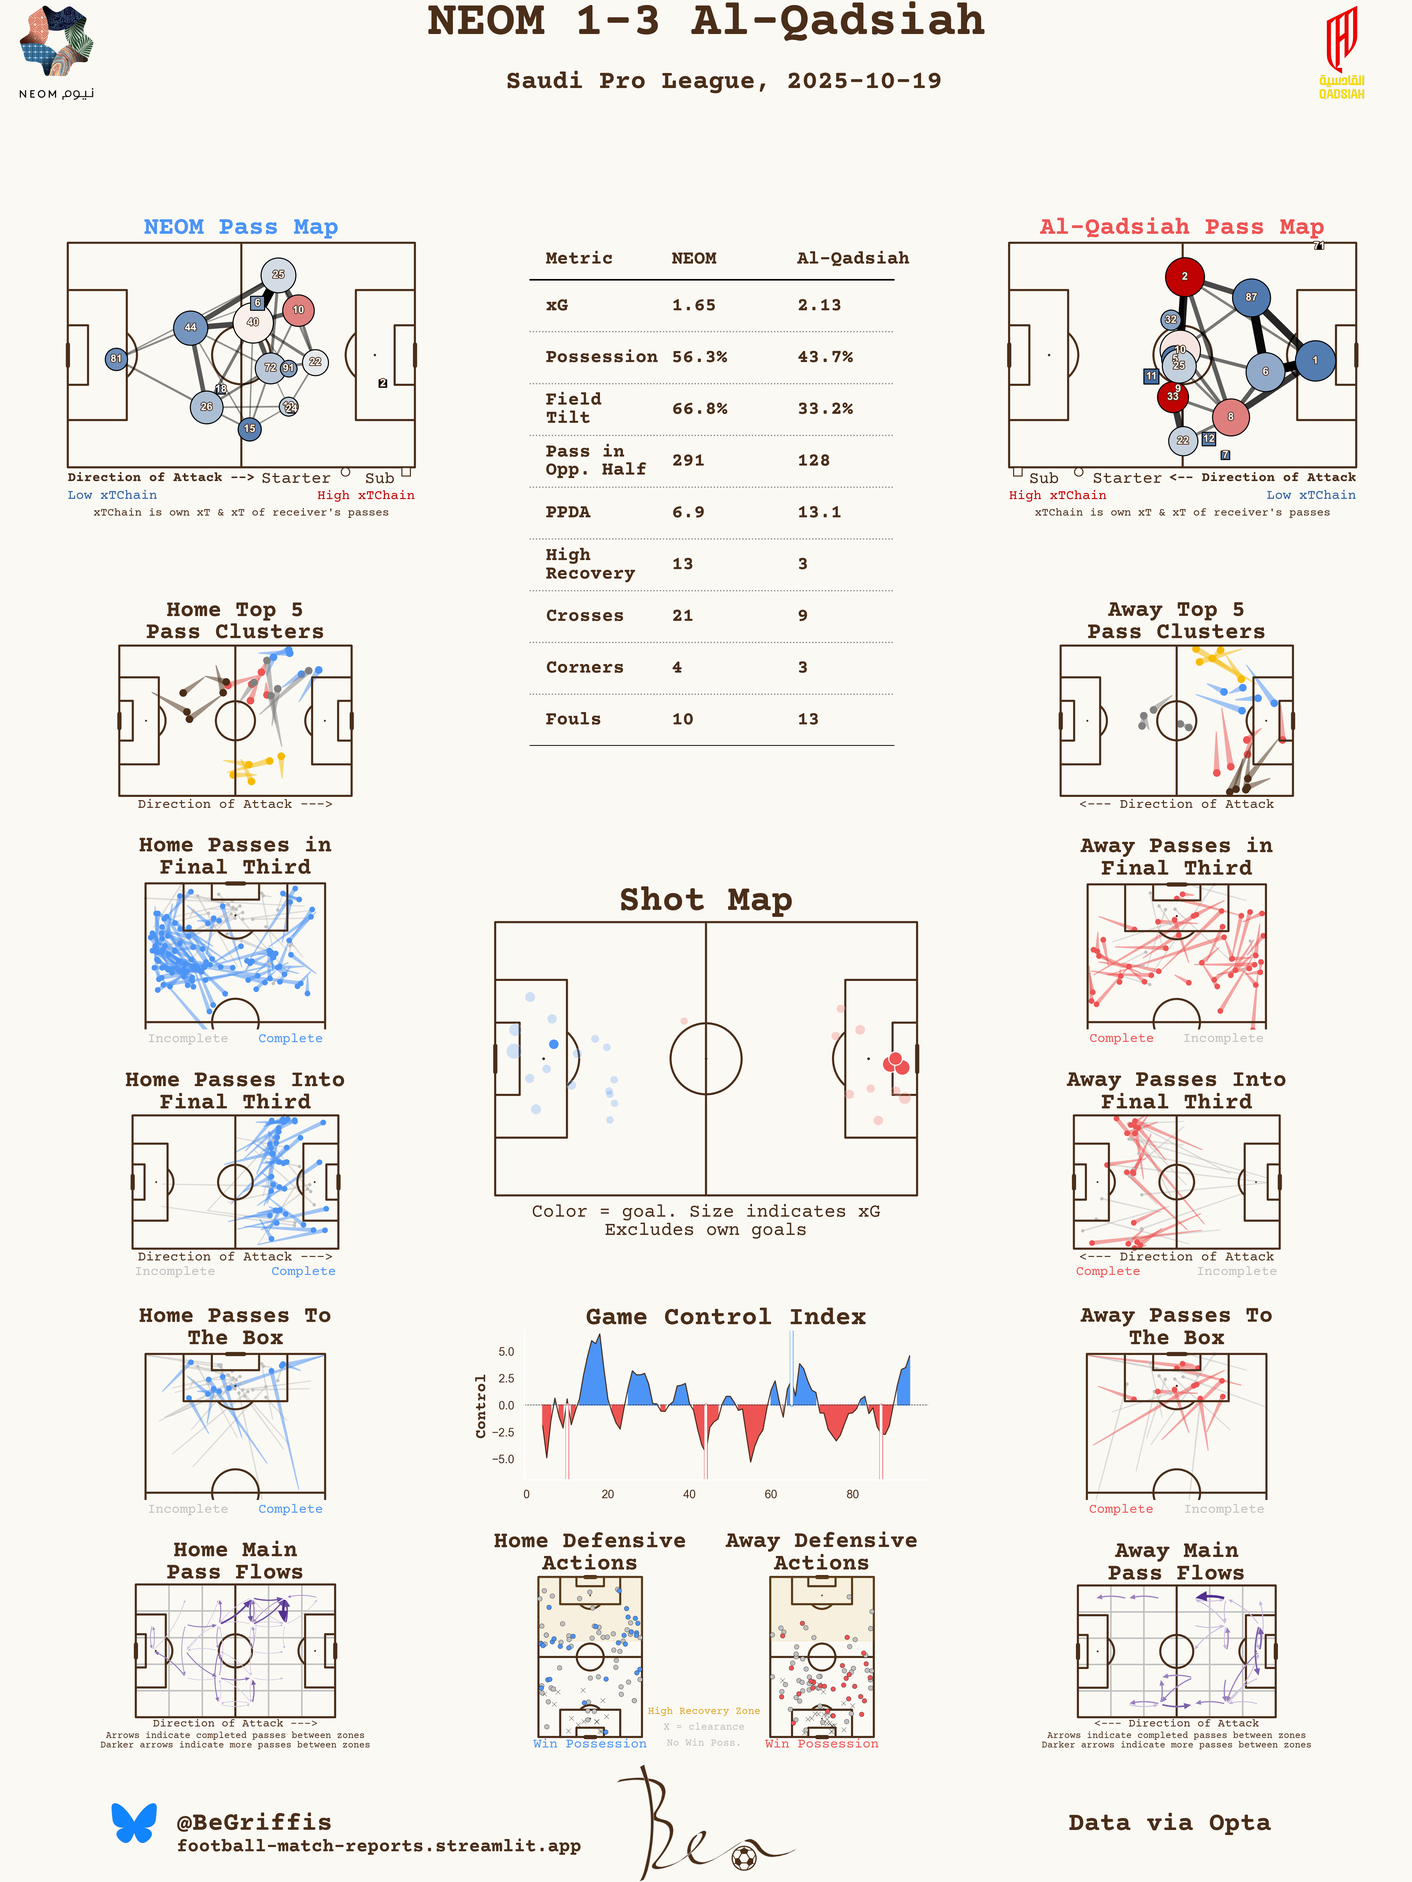 NEOM 1-3 Al-Qadsiah
Saudi Pro League, 2025-10-19
NEOM نيوم
القادسية
QADSIAH
NEOM Pass Map
25
6
10
40
44
81
72
91
22
18
2
26
24
15
Direction of Attack --> Starter Sub
Low xTChain High xTChain
xTChain is own xT & xT of receiver's passes
Metric NEOM Al-Qadsiah
xG 1.65 2.13
Possession 56.3% 43.7%
Field
Tilt 66.8% 33.2%
Pass in
Opp. Half 291 128
PPDA 6.9 13.1
High
Recovery 13 3
Crosses 21 9
Corners 4 3
Fouls 10 13
Al-Qadsiah Pass Map
71
2
87
32
10
5
25
1
6
11
9
33
8
22
12
7
Sub Starter <-- Direction of Attack
High xTChain Low xTChain
xTChain is own xT & xT of receiver's passes
Home Top 5
Pass Clusters
Direction of Attack --->
Away Top 5
Pass Clusters
<--- Direction of Attack
Home Passes in
Final Third
Incomplete Complete
Away Passes in
Final Third
Complete Incomplete
Shot Map
Color = goal. Size indicates xG
Excludes own goals
Home Passes Into
Final Third
Direction of Attack --->
Incomplete Complete
Away Passes Into
Final Third
<--- Direction of Attack
Complete Incomplete
Home Passes To
The Box
Incomplete Complete
Game Control Index
Control
5.0
2.5
0.0
−2.5
−5.0
0 20 40 60 80
Away Passes To
The Box
Complete Incomplete
Home Main
Pass Flows
Direction of Attack --->
Arrows indicate completed passes between zones
Darker arrows indicate more passes between zones
Home Defensive
Actions
Win Possession
High Recovery Zone
X = clearance
No Win Poss.
Away Defensive
Actions
Win Possession
Away Main
Pass Flows
<--- Direction of Attack
Arrows indicate completed passes between zones
Darker arrows indicate more passes between zones
@BeGriffis
football-match-reports.streamlit.app
Ben
Data via Opta